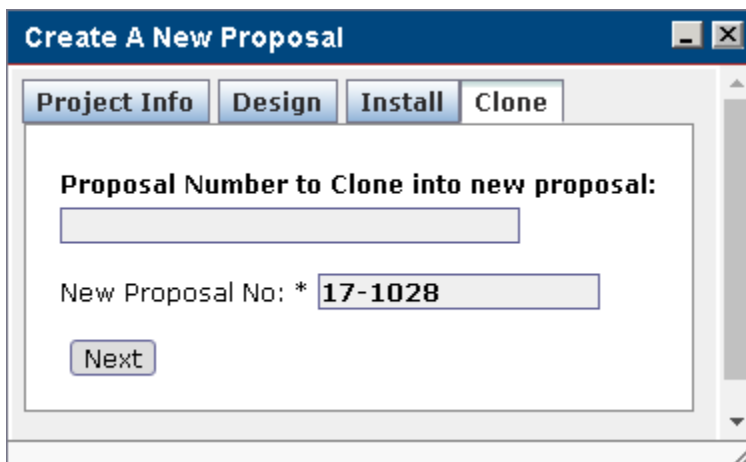 Create A New Proposal
Project Info Design Install Clone
Proposal Number to Clone into new proposal:
New Proposal No: * 17-1028
Next